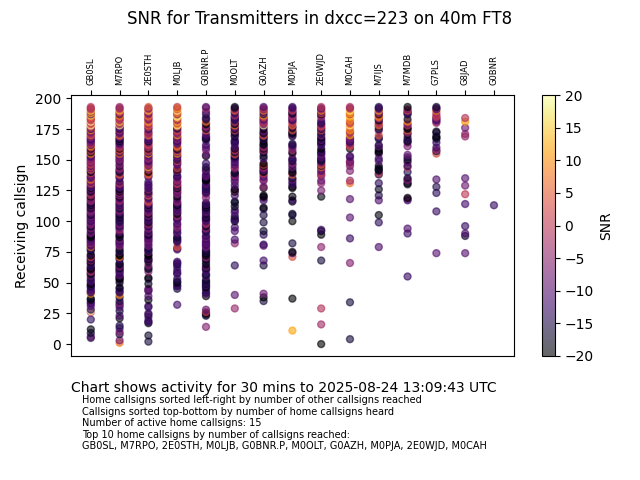 SNR for Transmitters in dxcc=223 on 40m FT8
GB0SL M7RPO 2E0STH M0LJB G0BNR.P M0OLT G0AZH M0PJA 2E0WJD M0CAH M7IJS M7MDB G7PLS G8JAD G0BNR
200
175
150
125
100
75
50
25
0
Receiving callsign
20
15
10
5
0
−5
−10
−15
−20
SNR
Chart shows activity for 30 mins to 2025-08-24 13:09:43 UTC
Home callsigns sorted left-right by number of other callsigns reached
Callsigns sorted top-bottom by number of home callsigns heard
Number of active home callsigns: 15
Top 10 home callsigns by number of callsigns reached:
GB0SL, M7RPO, 2E0STH, M0LJB, G0BNR.P, M0OLT, G0AZH, M0PJA, 2E0WJD, M0CAH